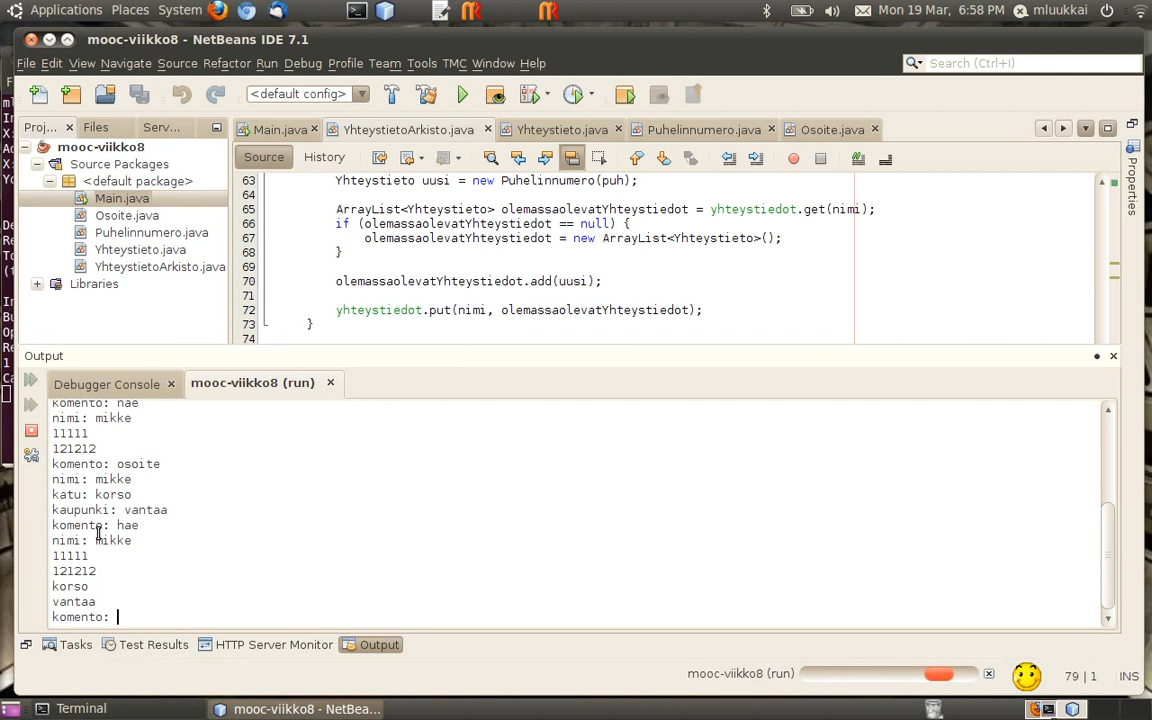 Applications Places System Mon 19 Mar, 6:58 PM mluukkai
mooc-viikko8 - NetBeans IDE 7.1
File Edit View Navigate Source Refactor Run Debug Profile Team Tools TMC Window Help
Search (Ctrl+I)
<default config>
Proj... Files Serv...
Main.java YhteystietoArkisto.java Yhteystieto.java Puhelinnumero.java Osoite.java
mooc-viikko8
Source Packages
<default package>
Main.java
Osoite.java
Puhelinnumero.java
Yhteystieto.java
YhteystietoArkisto.java
Libraries
Source History
63 Yhteystieto uusi = new Puhelinnumero(puh);
64
65 ArrayList<Yhteystieto> olemassaolevatYhteystiedot = yhteystiedot.get(nimi);
66 if (olemassaolevatYhteystiedot == null) {
67 olemassaolevatYhteystiedot = new ArrayList<Yhteystieto>();
68 }
69
70 olemassaolevatYhteystiedot.add(uusi);
71
72 yhteystiedot.put(nimi, olemassaolevatYhteystiedot);
73 }
74
Properties
Output
Debugger Console mooc-viikko8 (run)
komento: hae
nimi: mikke
11111
121212
komento: osoite
nimi: mikke
katu: korso
kaupunki: vantaa
komento: hae
nimi: mikke
11111
121212
korso
vantaa
komento:
Tasks Test Results HTTP Server Monitor Output
mooc-viikko8 (run) 79 | 1 INS
Terminal mooc-viikko8 - NetBea...